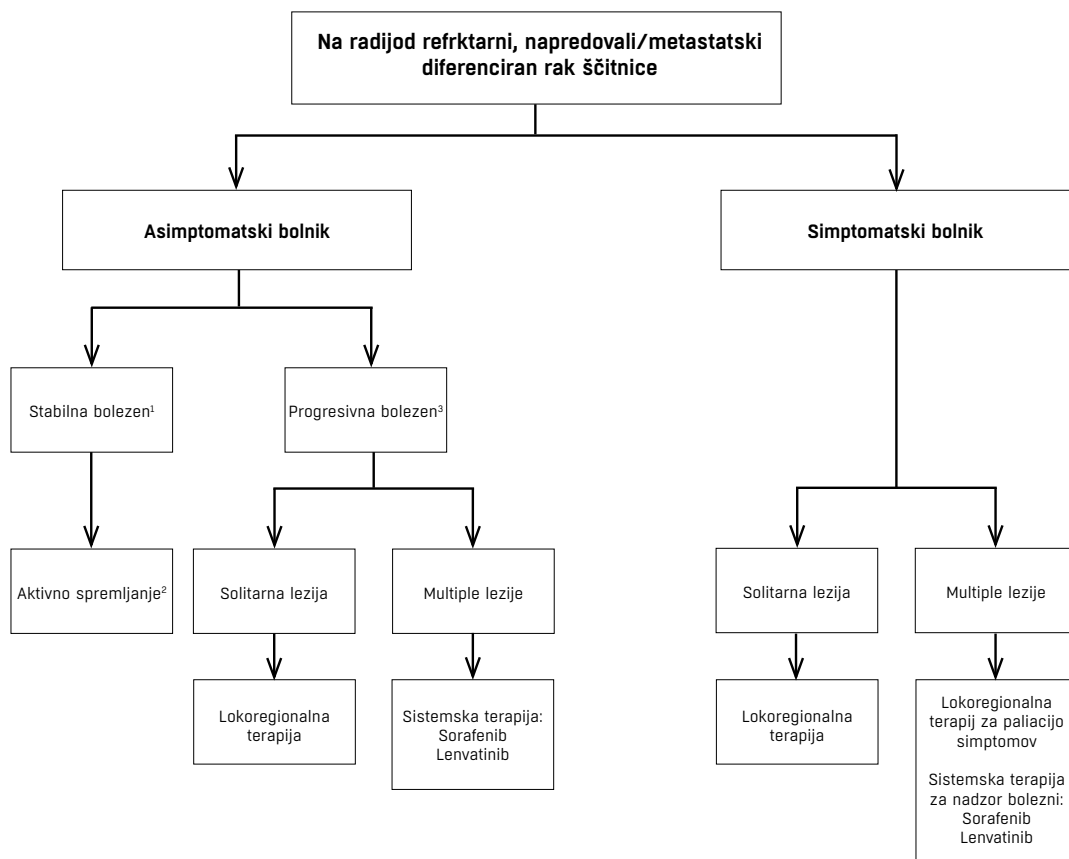 Na radijod refrktarni, napredovali/metastatski
diferenciran rak ščitnice
Asimptomatski bolnik
Simptomatski bolnik
Stabilna bolezen¹
Progresivna bolezen³
Aktivno spremljanje²
Solitarna lezija
Multiple lezije
Solitarna lezija
Multiple lezije
Lokoregionalna
terapija
Sistemska terapija:
Sorafenib
Lenvatinib
Lokoregionalna
terapija
Lokoregionalna
terapij za paliacijo
simptomov
Sistemska terapija
za nadzor bolezni:
Sorafenib
Lenvatinib